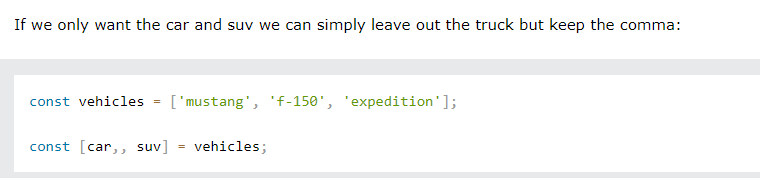 If we only want the car and suv we can simply leave out the truck but keep the comma:
const vehicles = ['mustang', 'f-150', 'expedition'];
const [car,, suv] = vehicles;